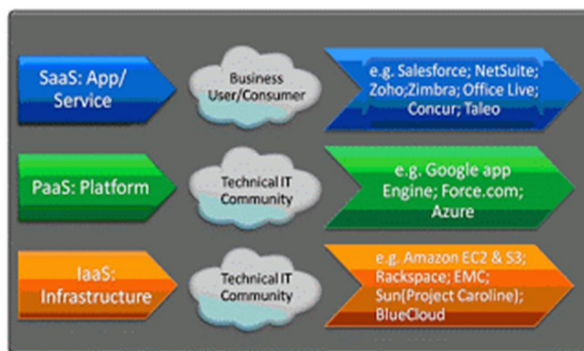 SaaS: App/
Service
Business
User/Consumer
e.g. Salesforce; NetSuite;
Zoho;Zimbra; Office Live;
Concur; Taleo
PaaS: Platform
Technical IT
Community
e.g. Google app
Engine; Force.com;
Azure
IaaS:
Infrastructure
Technical IT
Community
e.g. Amazon EC2 & S3;
Rackspace; EMC;
Sun(Project Caroline);
BlueCloud